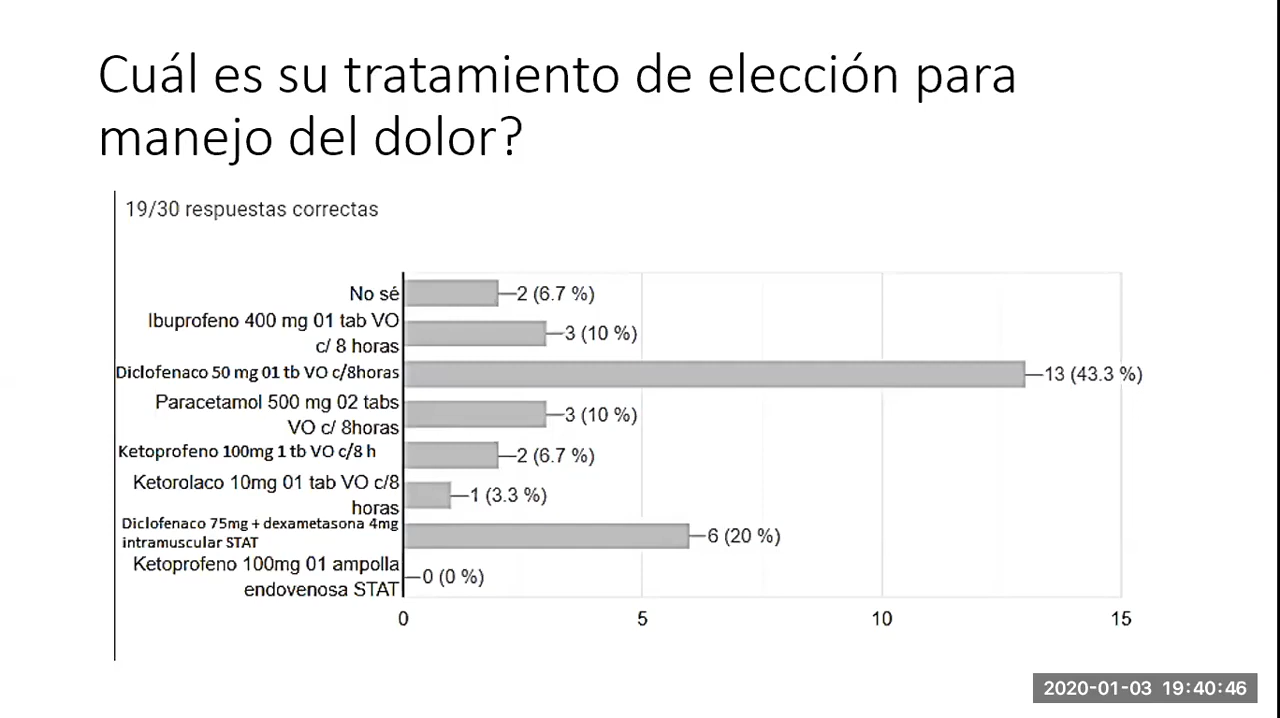 Cuál es su tratamiento de elección para
manejo del dolor?
19/30 respuestas correctas
No sé
2 (6.7 %)
Ibuprofeno 400 mg 01 tab VO
c/ 8 horas
3 (10 %)
Diclofenaco 50 mg 01 tb VO c/8horas
13 (43.3 %)
Paracetamol 500 mg 02 tabs
VO c/ 8horas
3 (10 %)
Ketoprofeno 100mg 1 tb VO c/8 h
2 (6.7 %)
Ketorolaco 10mg 01 tab VO c/8
horas
1 (3.3 %)
Diclofenaco 75mg + dexametasona 4mg
intramuscular STAT
6 (20 %)
Ketoprofeno 100mg 01 ampolla
endovenosa STAT
0 (0 %)
0 5 10 15
2020-01-03 19:40:46